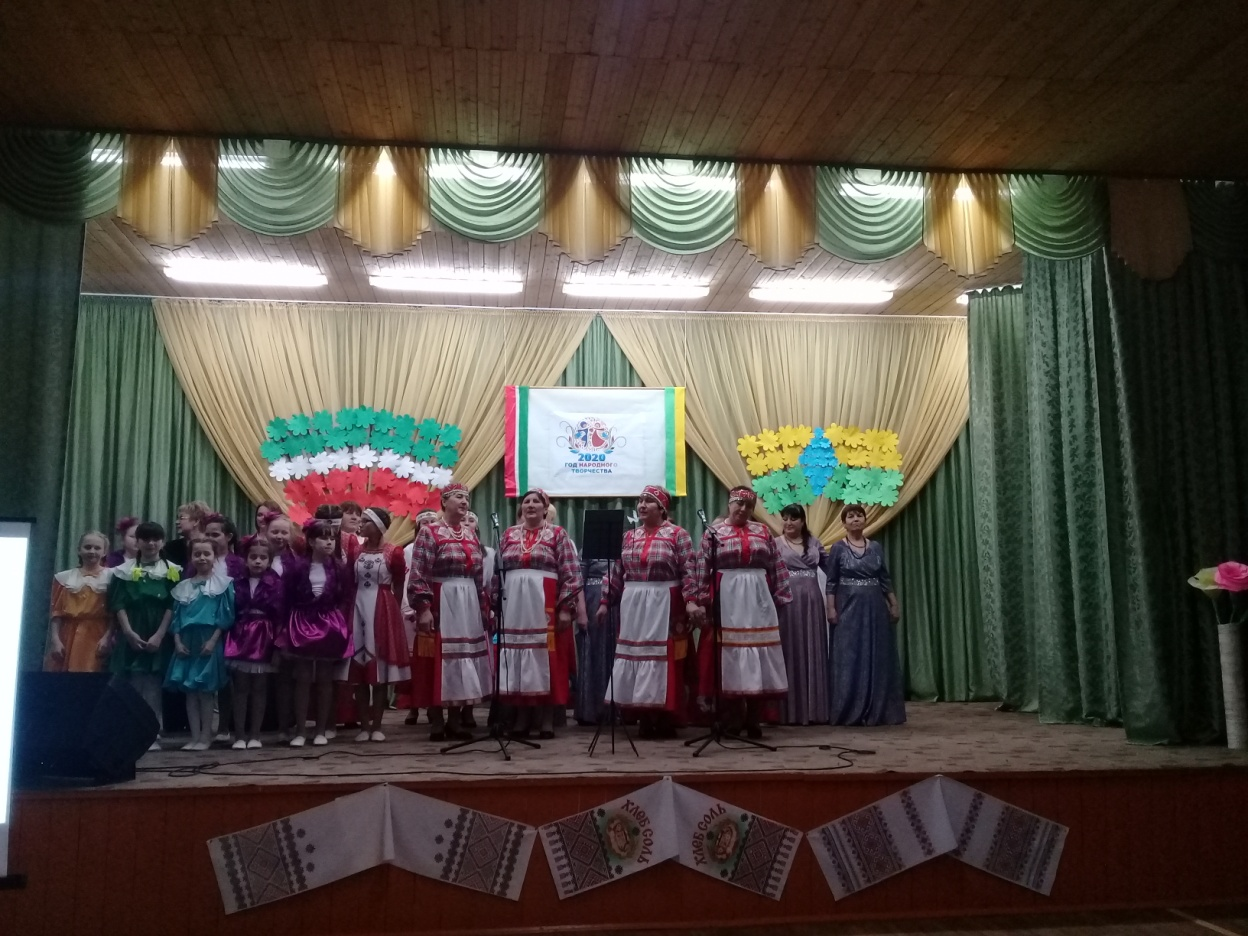 2020
ГОД НАРОДНОГО
ТВОРЧЕСТВА
ХЛЕБ СОЛЬ
ХЛЕБ СОЛЬ